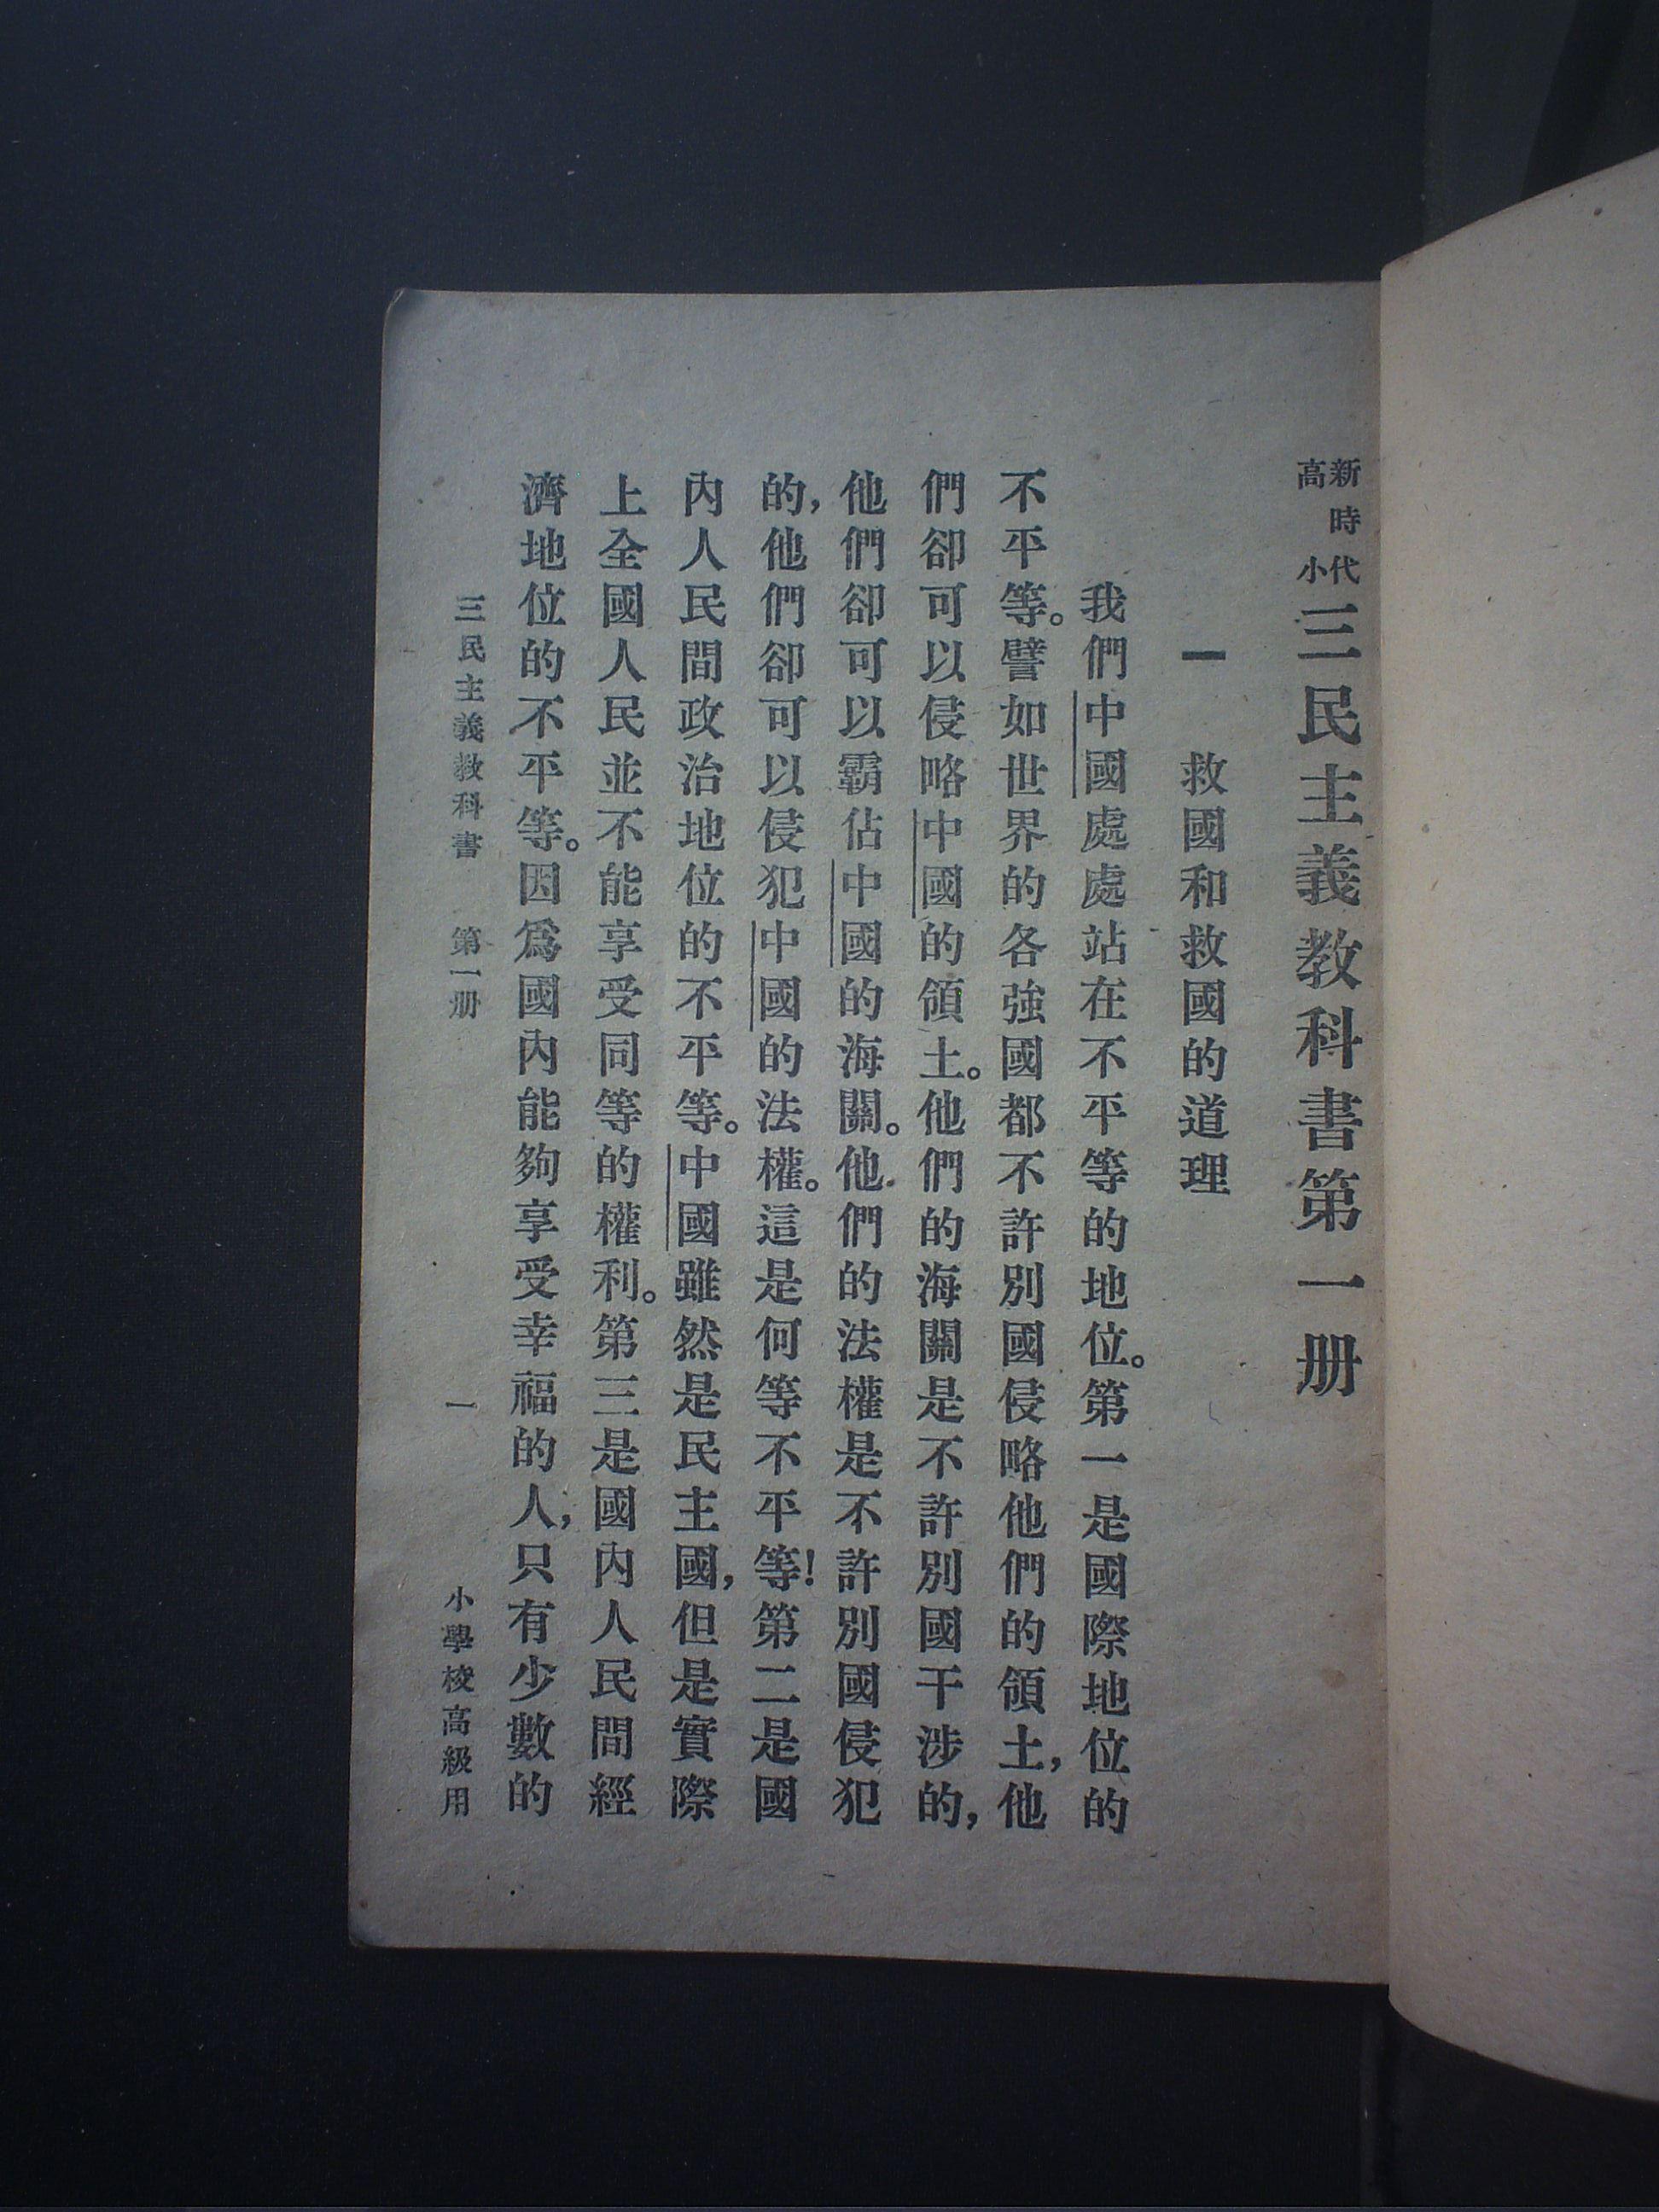 新時代
高小
三民主義教科書第一册
一　救國和救國的道理
我們中國處處站在不平等的地位。第一是國際地位的
不平等。譬如世界的各強國都不許別國侵略他們的領土，他
們卻可以侵略中國的領土。他們的海關是不許別國干涉的，
他們卻可以霸佔中國的海關。他們的法權是不許別國侵犯
的，他們卻可以侵犯中國的法權。這是何等不平等！第二是國
內人民間政治地位的不平等。中國雖然是民主國，但是實際
上全國人民並不能享受同等的權利。第三是國內人民間經
濟地位的不平等。因爲國內能夠享受幸福的人，只有少數的
三民主義教科書　第一册　一　小學校高級用